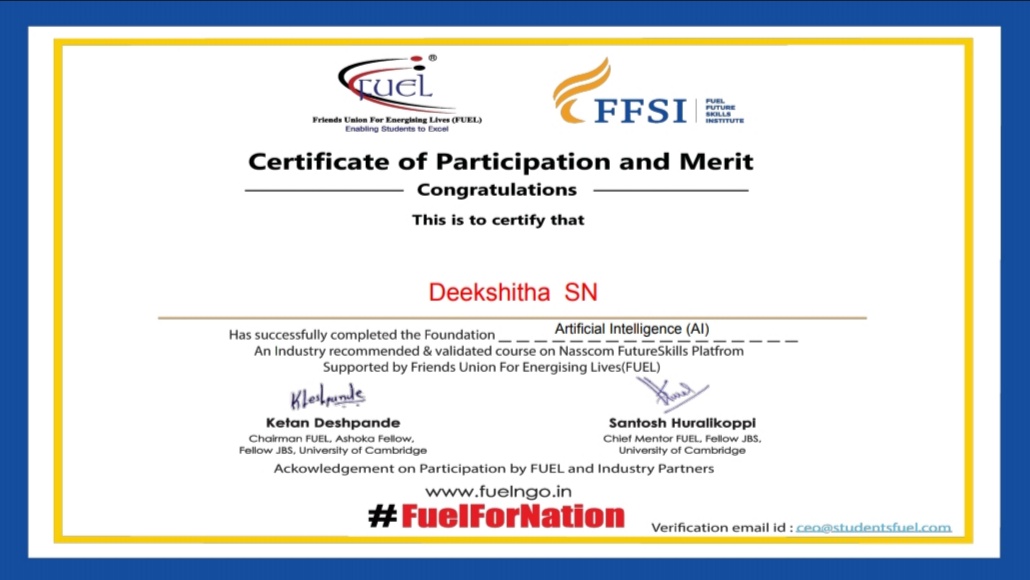 FUEL ®
Friends Union For Energising Lives (FUEL)
Enabling Students to Excel
FFSI
FUEL
FUTURE
SKILLS
INSTITUTE
Certificate of Participation and Merit
Congratulations
This is to certify that
Deekshitha SN
Has successfully completed the Foundation Artificial Intelligence (AI)
An Industry recommended & validated course on Nasscom FutureSkills Platfrom
Supported by Friends Union For Energising Lives(FUEL)
KDeshpande
Ketan Deshpande
Chairman FUEL, Ashoka Fellow,
Fellow JBS, University of Cambridge
Santosh Huralikoppi
Chief Mentor FUEL, Fellow JBS,
University of Cambridge
Ackowledgement on Participation by FUEL and Industry Partners
www.fuelngo.in
#FuelForNation
Verification email id : ceo@studentsfuel.com